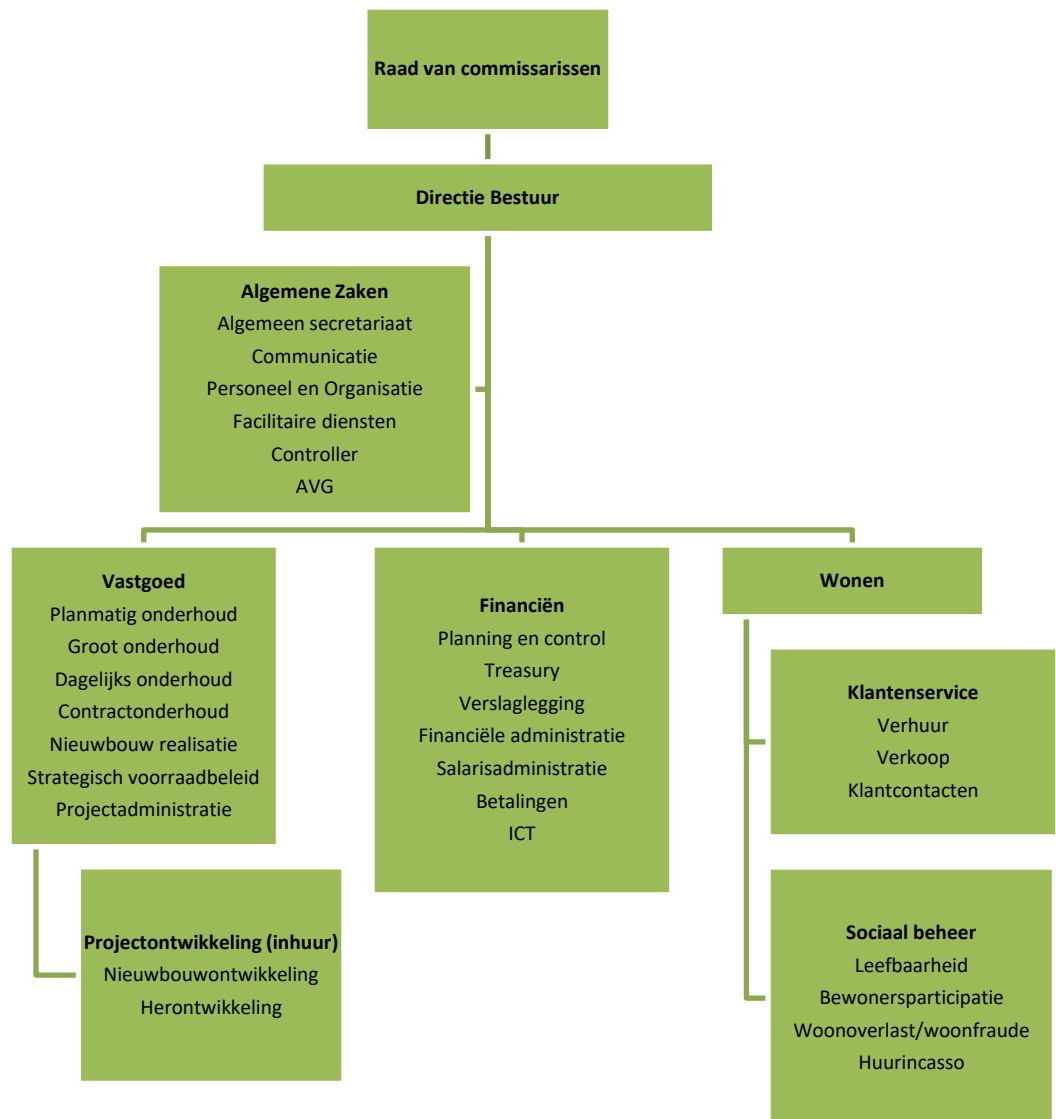 Raad van commissarissen
Directie Bestuur
Algemene Zaken
Algemeen secretariaat
Communicatie
Personeel en Organisatie
Facilitaire diensten
Controller
AVG
Vastgoed
Planmatig onderhoud
Groot onderhoud
Dagelijks onderhoud
Contractonderhoud
Nieuwbouw realisatie
Strategisch voorraadbeleid
Projectadministratie
Projectontwikkeling (inhuur)
Nieuwbouwontwikkeling
Herontwikkeling
Financiën
Planning en control
Treasury
Verslaglegging
Financiële administratie
Salarisadministratie
Betalingen
ICT
Wonen
Klantenservice
Verhuur
Verkoop
Klantcontacten
Sociaal beheer
Leefbaarheid
Bewonersparticipatie
Woonoverlast/woonfraude
Huurincasso